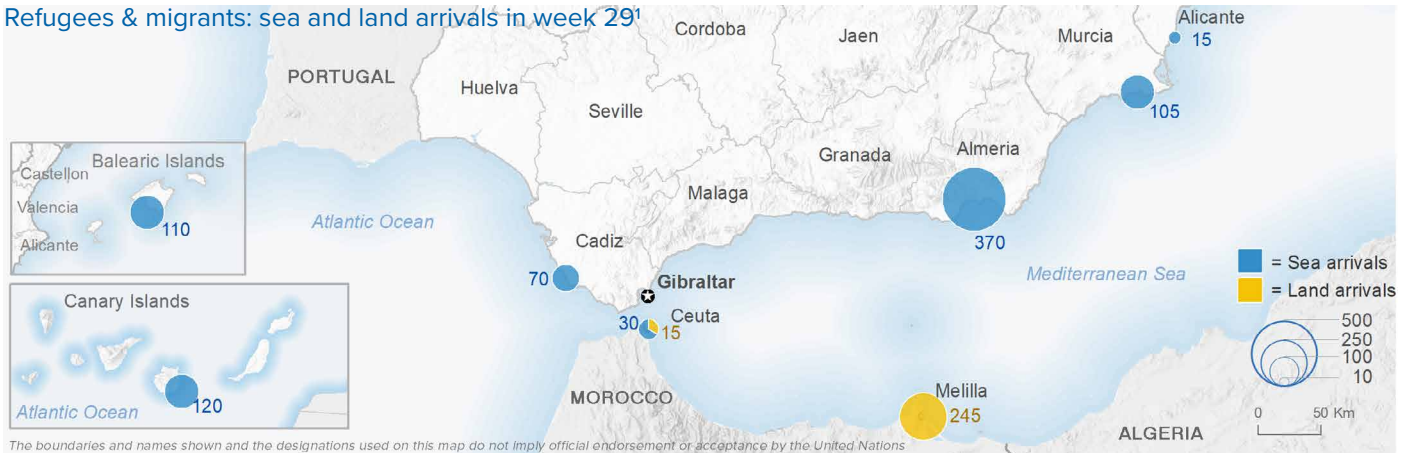 Refugees & migrants: sea and land arrivals in week 29¹
Alicante
15
Cordoba
Jaen
Murcia
PORTUGAL
Huelva
105
Seville
Balearic Islands
Castellon
Valencia
Alicante
110
Granada
Almeria
370
Malaga
Atlantic Ocean
Cadiz
70
Gibraltar
Mediterranean Sea
= Sea arrivals
= Land arrivals
Canary Islands
Atlantic Ocean
120
30
Ceuta
15
500
250
100
10
0 50 Km
MOROCCO
Melilla
245
ALGERIA
The boundaries and names shown and the designations used on this map do not imply official endorsement or acceptance by the United Nations